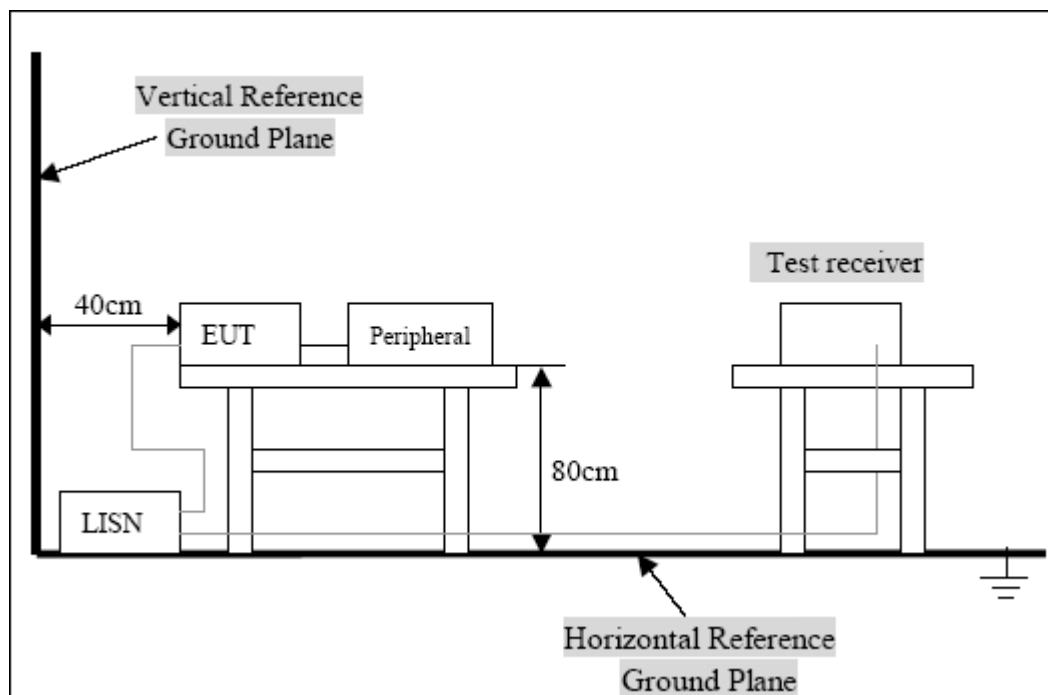 Vertical Reference
Ground Plane
Test receiver
40cm
EUT
Peripheral
80cm
LISN
Horizontal Reference
Ground Plane